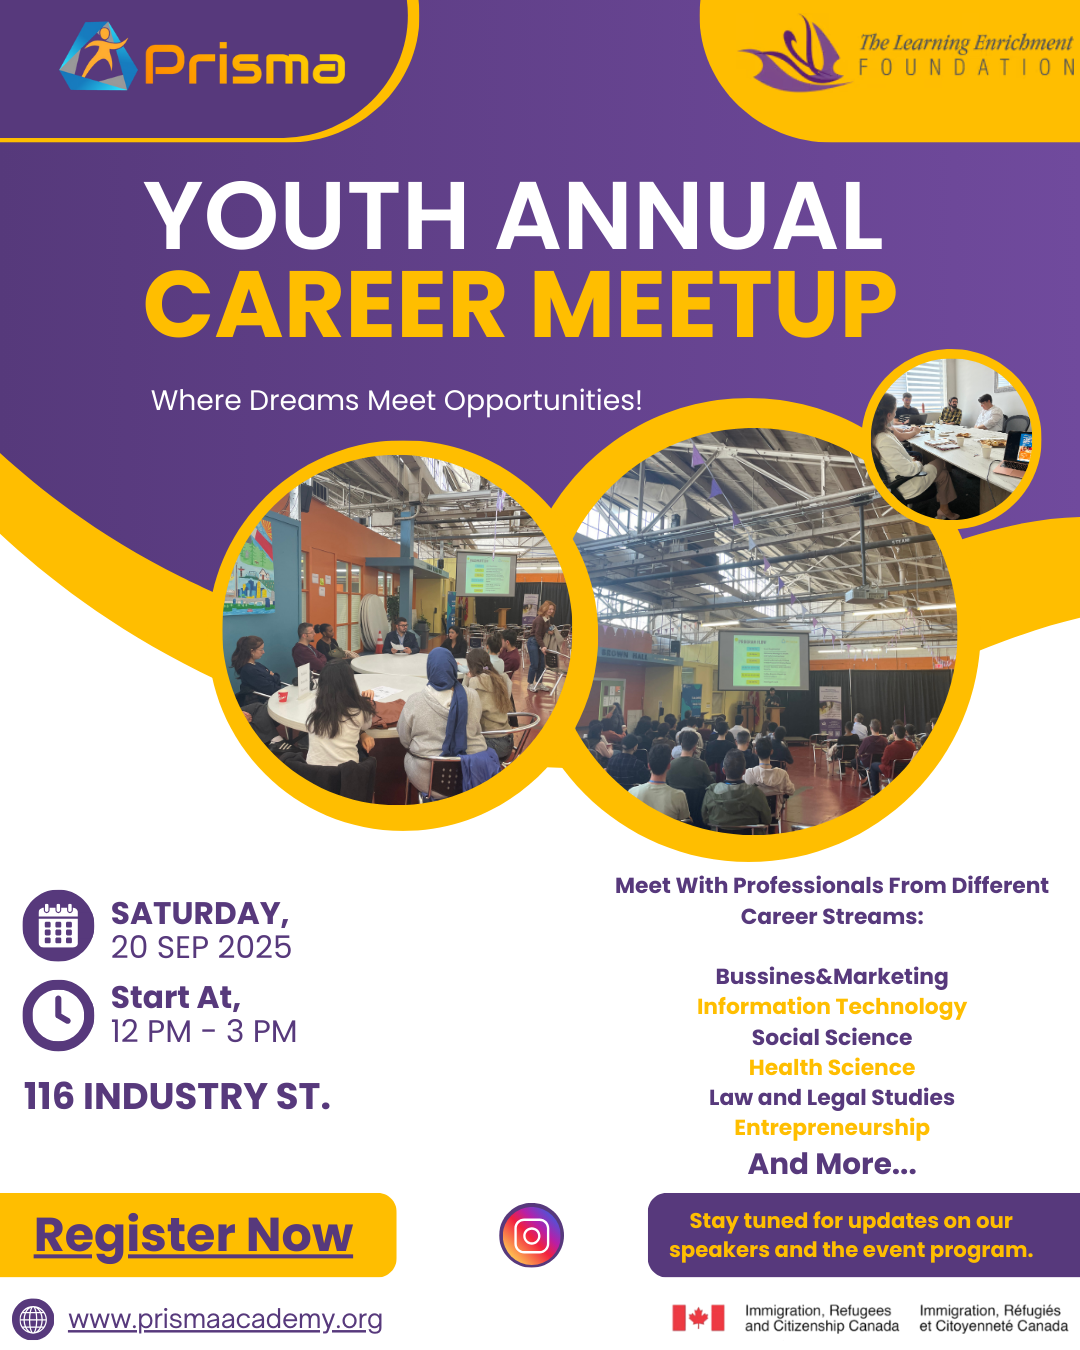 Prisma
The Learning Enrichment
FOUNDATION
YOUTH ANNUAL
CAREER MEETUP
Where Dreams Meet Opportunities!
SATURDAY,
20 SEP 2025
Start At,
12 PM - 3 PM
116 INDUSTRY ST.
Meet With Professionals From Different
Career Streams:
Bussines&Marketing
Information Technology
Social Science
Health Science
Law and Legal Studies
Entrepreneurship
And More...
Register Now
Stay tuned for updates on our
speakers and the event program.
www.prismaacademy.org
Immigration, Refugees
and Citizenship Canada
Immigration, Réfugiés
et Citoyenneté Canada